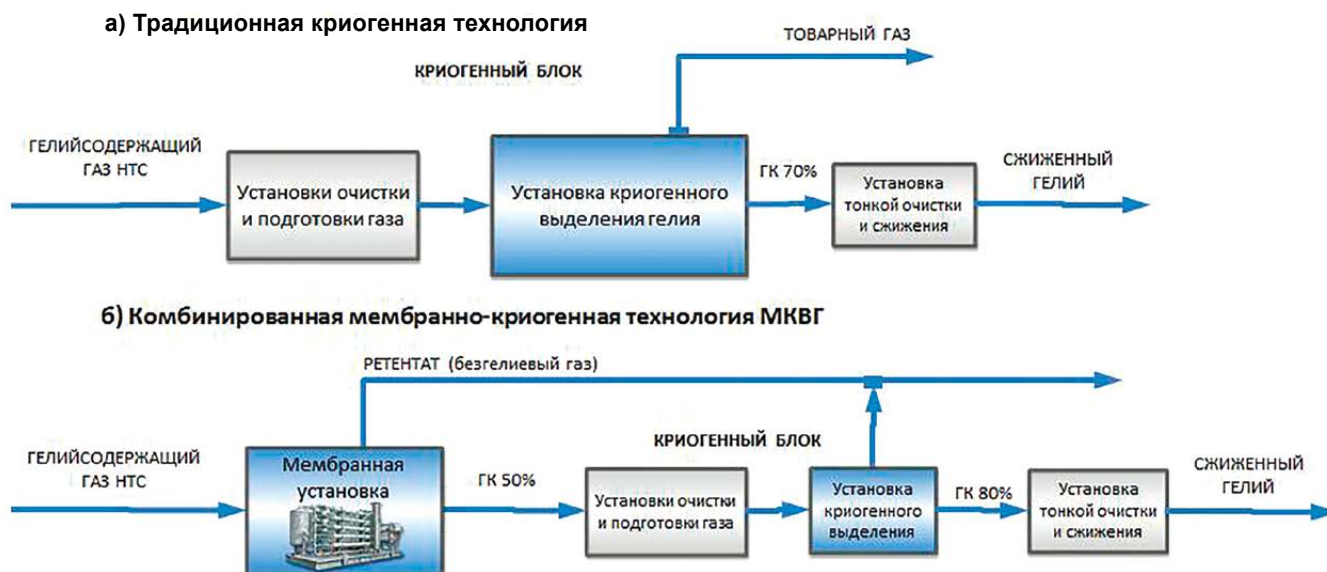 а) Традиционная криогенная технология
ТОВАРНЫЙ ГАЗ
КРИОГЕННЫЙ БЛОК
ГЕЛИЙСОДЕРЖАЩИЙ
ГАЗ НТС
Установки очистки
и подготовки газа
Установка криогенного
выделения гелия
ГК 70%
Установка
тонкой очистки
и сжижения
СЖИЖЕННЫЙ
ГЕЛИЙ
б) Комбинированная мембранно-криогенная технология МКВГ
РЕТЕНТАТ (безгелиевый газ)
КРИОГЕННЫЙ БЛОК
ГЕЛИЙСОДЕРЖАЩИЙ
ГАЗ НТС
Мембранная
установка
ГК 50%
Установки очистки
и подготовки газа
Установка
криогенного
выделения
ГК 80%
Установка
тонкой очистки
и сжижения
СЖИЖЕННЫЙ
ГЕЛИЙ